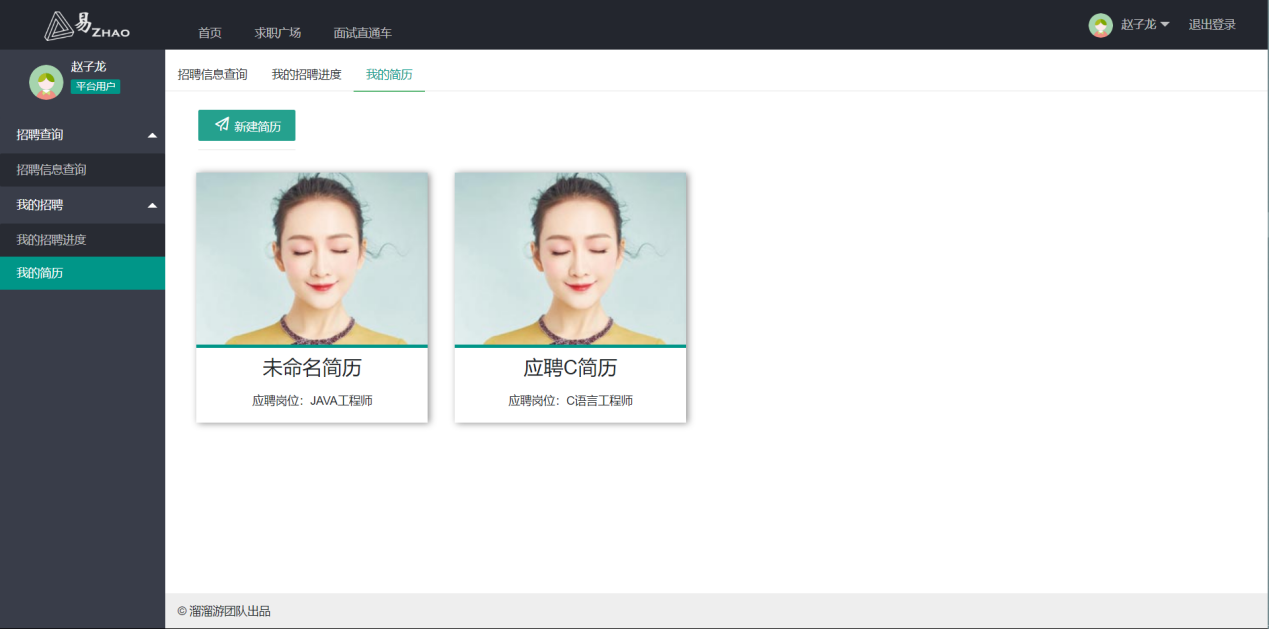 易ZHAO
首页
求职广场
面试直通车
赵子龙
退出登录
赵子龙
平台用户
招聘查询
招聘信息查询
我的招聘
我的招聘进度
我的简历
招聘信息查询
我的招聘进度
我的简历
新建简历
未命名简历
应聘岗位：JAVA工程师
应聘C简历
应聘岗位：C语言工程师
© 溜溜游团队出品